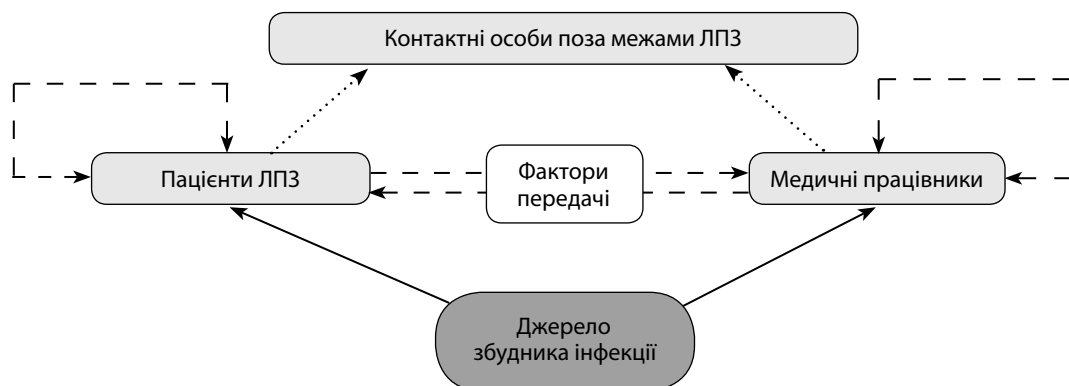 Контактні особи поза межами ЛПЗ
Пацієнти ЛПЗ
Фактори
передачі
Медичні працівники
Джерело
збудника інфекції